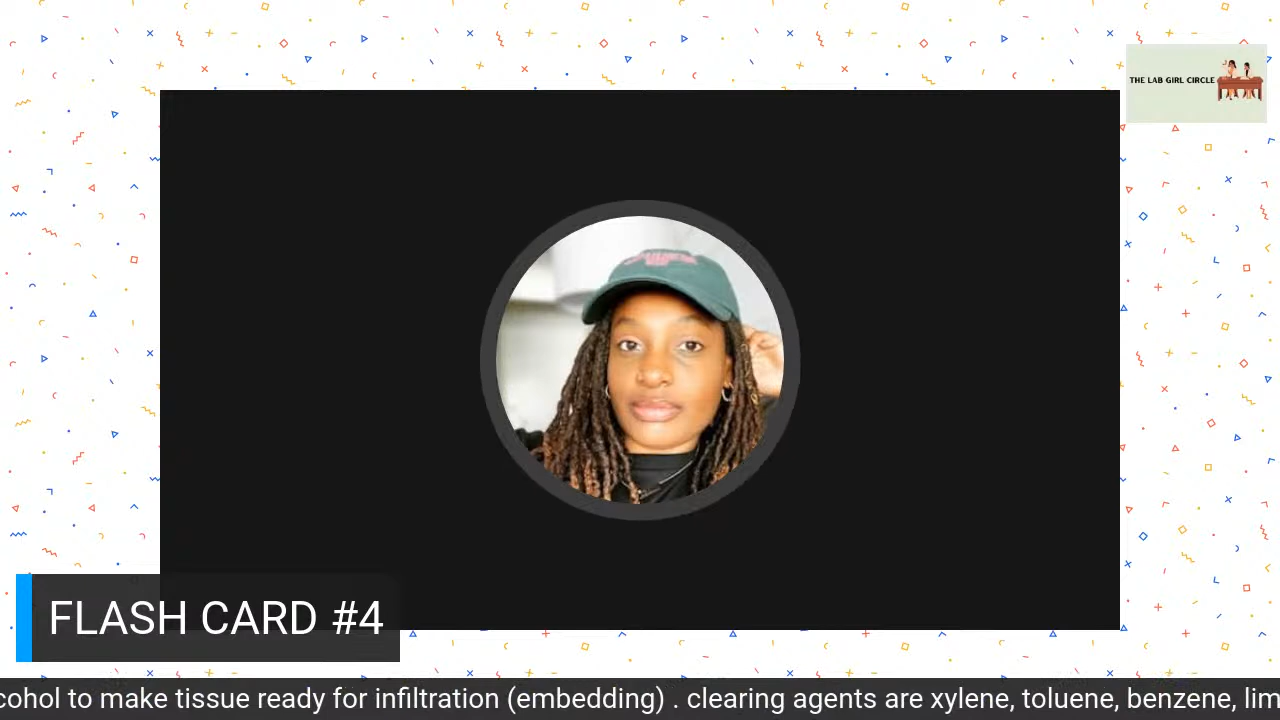 THE LAB GIRL CIRCLE
FLASH CARD #4
cohol to make tissue ready for infiltration (embedding) . clearing agents are xylene, toluene, benzene, lim